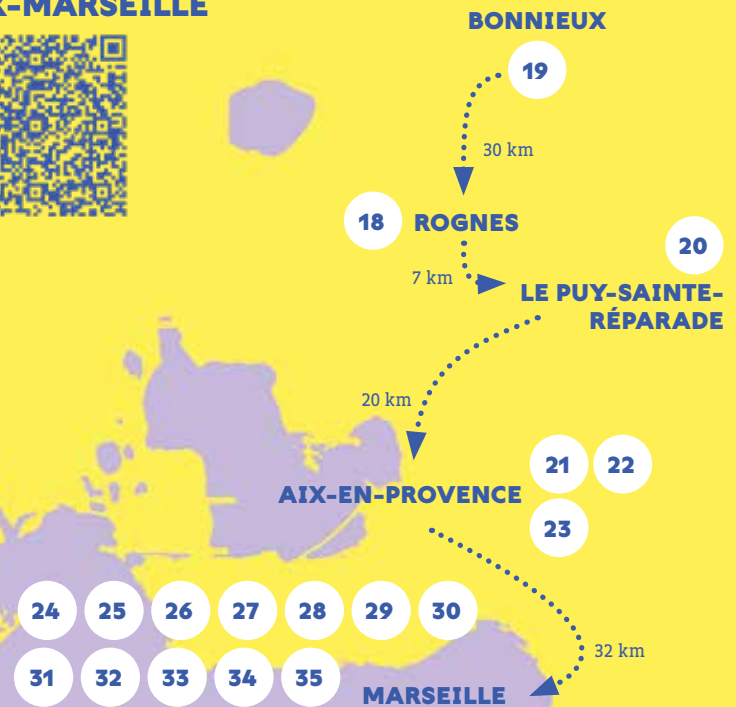 -MARSEILLE
BONNIEUX
19
30 km
18 ROGNES
20
7 km
LE PUY-SAINTE-
RÉPARADE
20 km
21 22
AIX-EN-PROVENCE
23
24 25 26 27 28 29 30
32 km
31 32 33 34 35
MARSEILLE